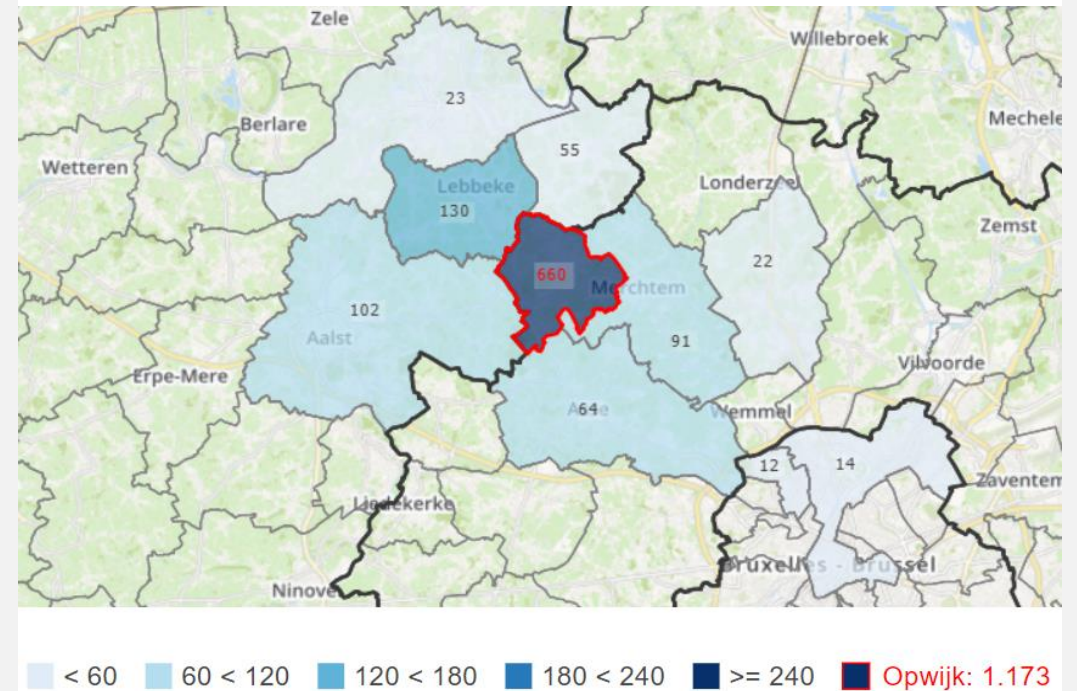 Zele
Willebroek
23
Berlare
Mechele
55
Wetteren
Londerzeel
Lebbeke
130
Zemst
22
660
Merchtem
102
Aalst
91
Vilvoorde
Erpe-Mere
64
Wemmel
12
14
Zaventem
Liedekerke
Bruxelles - Brussel
Ninove
< 60 60 < 120 120 < 180 180 < 240 >= 240 Opwijk: 1.173